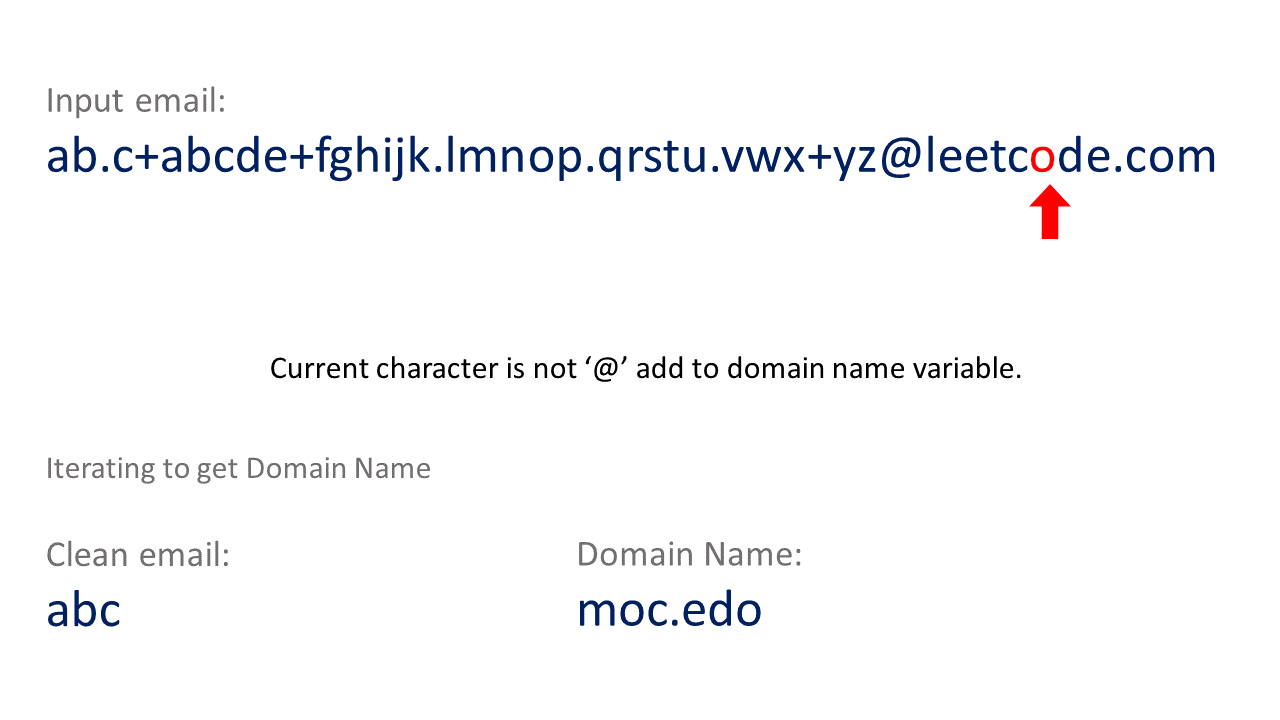 Input email:
ab.c+abcde+fghijk.lmnop.qrstu.vwx+yz@leetcode.com
Current character is not ‘@’ add to domain name variable.
Iterating to get Domain Name
Clean email:
abc
Domain Name:
moc.edo